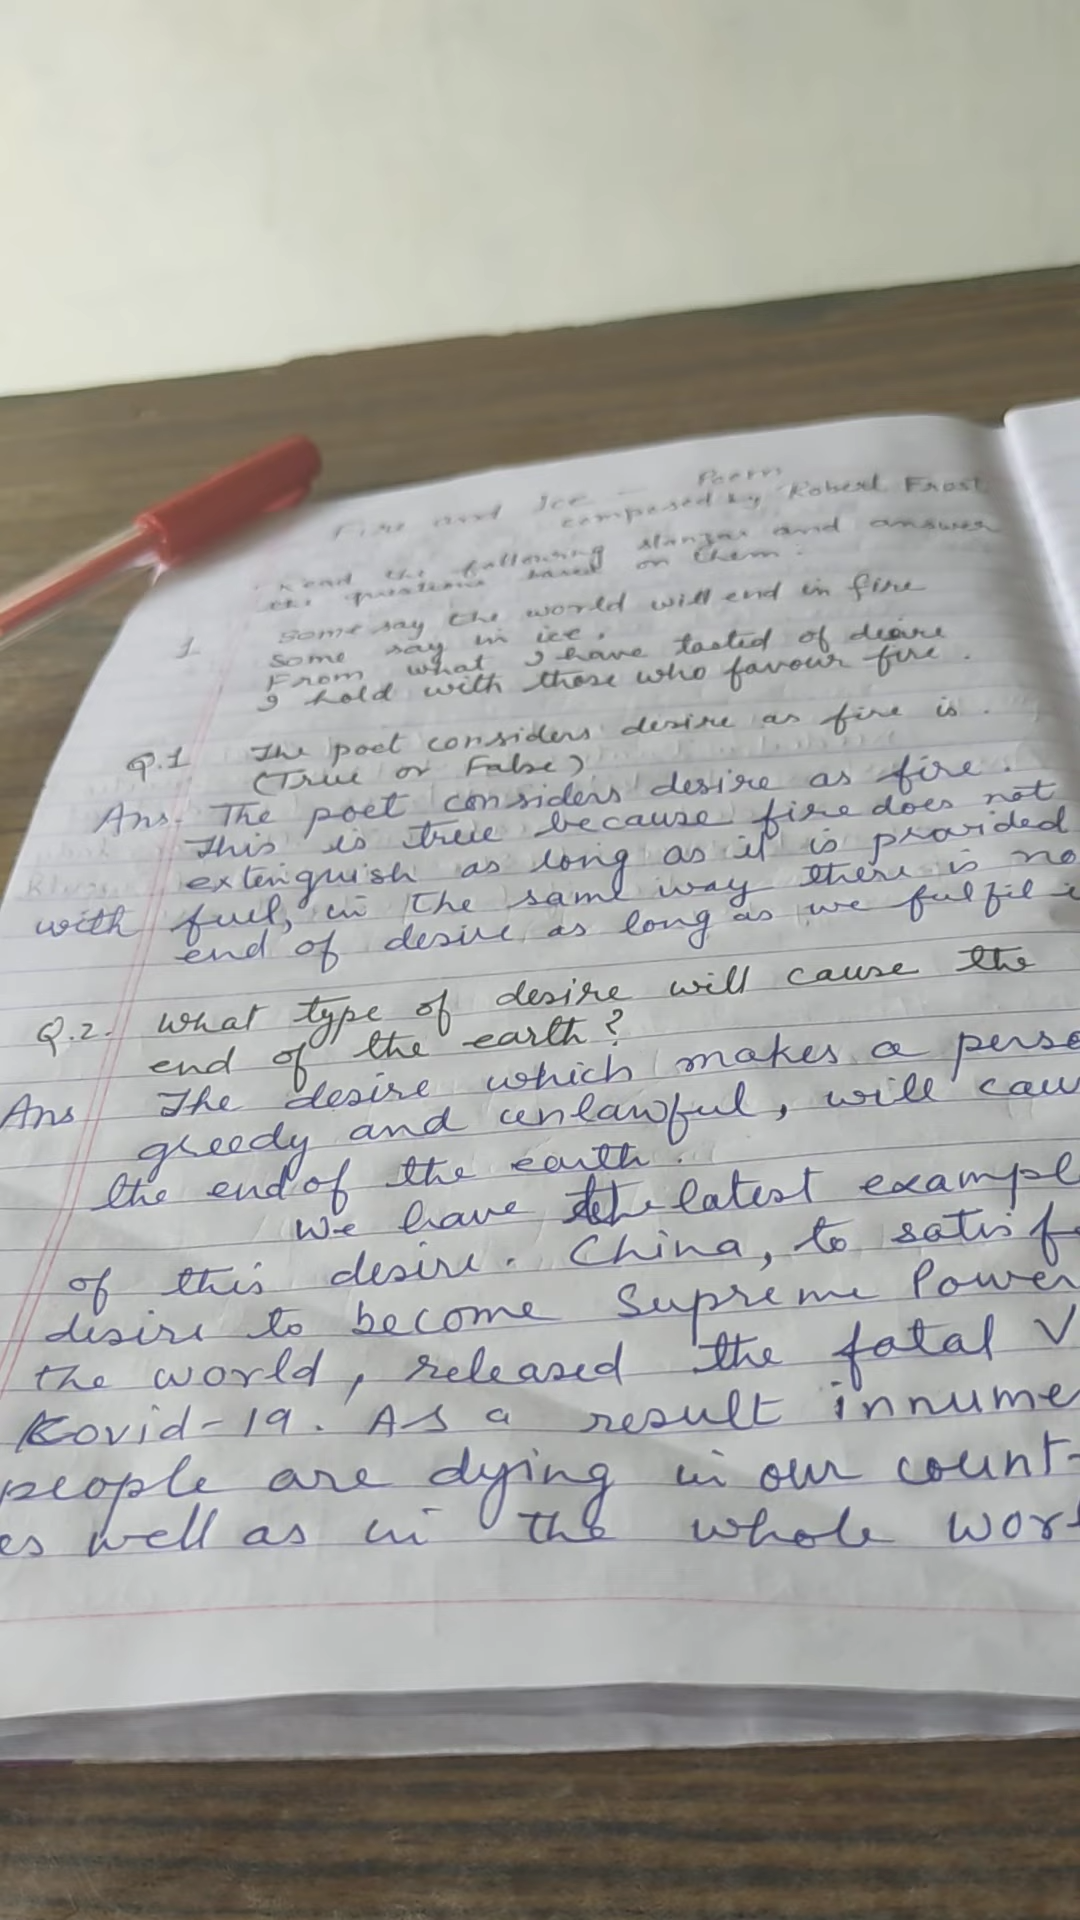 Poem
Fire and Ice — composed by Robert Frost
Read the following stanzas and answer
the questions based on them.
1. Some say the world will end in fire
Some say in ice.
From what I have tasted of desire
I hold with those who favour fire.
Q.1 The poet considers desire as fire is.
(True or False)
Ans. The poet considers desire as fire.
This is true because fire does not
extinguish as long as it is provided
with fuel, in the same way there is no
end of desire as long as we fulfil
Q.2. What type of desire will cause the
end of the earth?
Ans The desire which makes a perso
greedy and unlawful, will cau
the end of the earth.
We have the latest exampl
of this desire. China, to satisf
desire to become Supreme Power
the world, released the fatal V
Kovid-19. As a result innume
people are dying in our count-
es well as in the whole wor